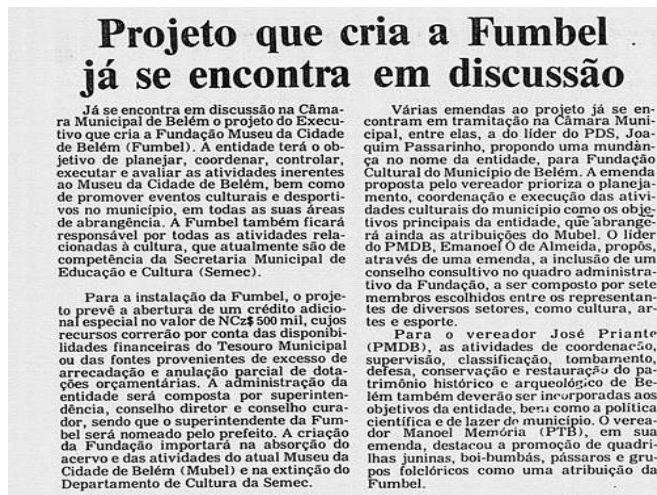 Projeto que cria a Fumbel
já se encontra em discussão
Já se encontra em discussão na Câma-
ra Municipal de Belém o projeto do Execu-
tivo que cria a Fundação Museu da Cidade
de Belém (Fumbel). A entidade terá o ob-
jetivo de planejar, coordenar, controlar,
executar e avaliar as atividades inerentes
ao Museu da Cidade de Belém, bem como
de promover eventos culturais e desporti-
vos no município, em todas as suas áreas
de abrangência. A Fumbel também ficará
responsável por todas as atividades rela-
cionadas à cultura, que atualmente são de
competência da Secretaria Municipal de
Educação e Cultura (Semec).
Para a instalação da Fumbel, o proje-
to prevê a abertura de um crédito adicio-
nal especial no valor de NCz$ 500 mil, cujos
recursos correrão por conta das disponibi-
lidades financeiras do Tesouro Municipal
ou das fontes provenientes de excesso de
arrecadação e anulação parcial de dota-
ções orçamentárias. A administração da
entidade será composta por superinten-
dência, conselho diretor e conselho cura-
dor, sendo que o superintendente da Fum-
bel será nomeado pelo prefeito. A criação
da Fundação importará na absorção do
acervo e das atividades do atual Museu da
Cidade de Belém (Mubel) e na extinção do
Departamento de Cultura da Semec.
Várias emendas ao projeto já se en-
contram em tramitação na Câmara Muni-
cipal, entre elas, a do líder do PDS, Joa-
quim Passarinho, propondo uma mundan-
ça no nome da entidade, para Fundação
Cultural do Município de Belém. A emenda
proposta pelo vereador prioriza o planeja-
mento, coordenação e execução das ativi-
dades culturais do município como os obje-
tivos principais da entidade, que abrange-
rá ainda as atribuições do Mubel. O líder
do PMDB, Emanoel Ó de Almeida, propôs,
através de uma emenda, a inclusão de um
conselho consultivo no quadro administra-
tivo da Fundação, a ser composto por sete
membros escolhidos entre os representan-
tes de diversos setores, como cultura, ar-
tes e esporte.
Para o vereador José Priante
(PMDB), as atividades de coordenação,
supervisão, classificação, tombamento,
defesa, conservação e restauração do pa-
trimônio histórico e arqueológico de Be-
lém também deverão ser incorporadas aos
objetivos da entidade, bem como a política
científica e de lazer do município. O verea-
dor Manoel Memória (PTB), em sua
emenda, destacou a promoção de quadri-
lhas juninas, boi-bumbás, pássaros e gru-
pos folclóricos como uma atribuição da
Fumbel.